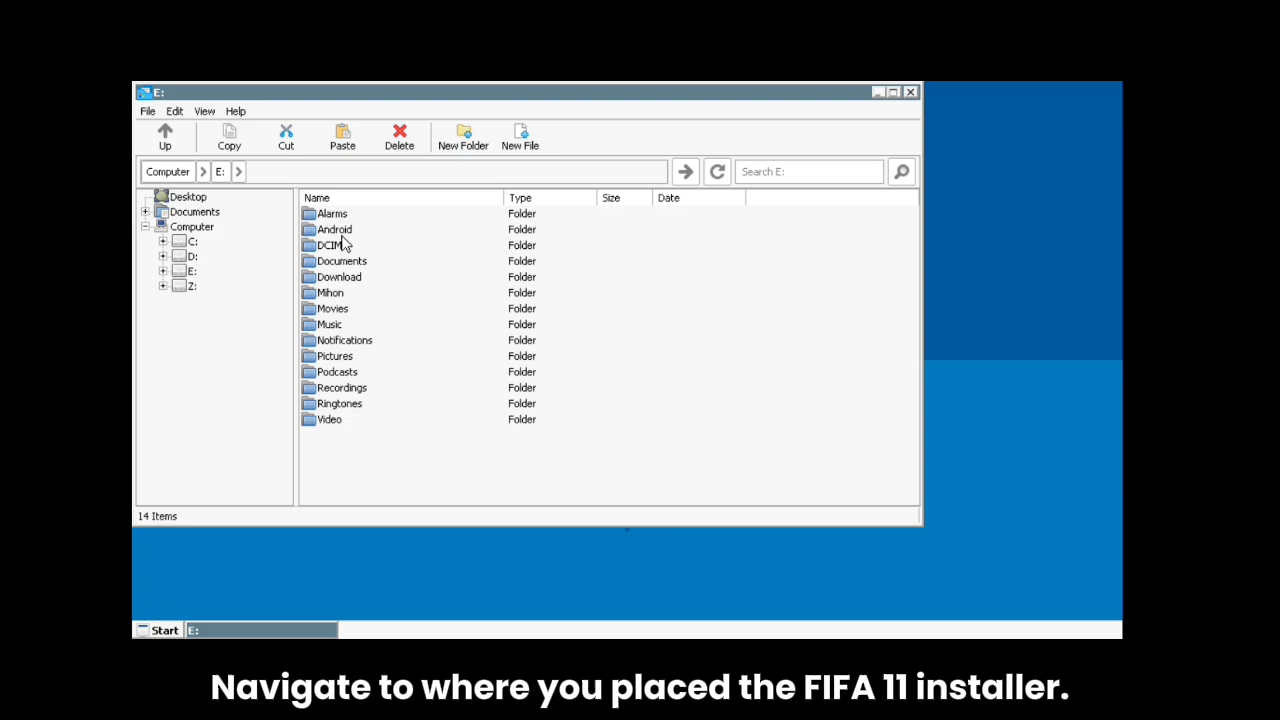 E:
File Edit View Help
Up Copy Cut Paste Delete New Folder New File
Computer E: Search E:
Desktop
Documents
Computer
C:
D:
E:
Z:
Name Type Size Date
Alarms Folder
Android Folder
DCIM Folder
Documents Folder
Download Folder
Mihon Folder
Movies Folder
Music Folder
Notifications Folder
Pictures Folder
Podcasts Folder
Recordings Folder
Ringtones Folder
Video Folder
14 Items
Start E:
Navigate to where you placed the FIFA 11 installer.